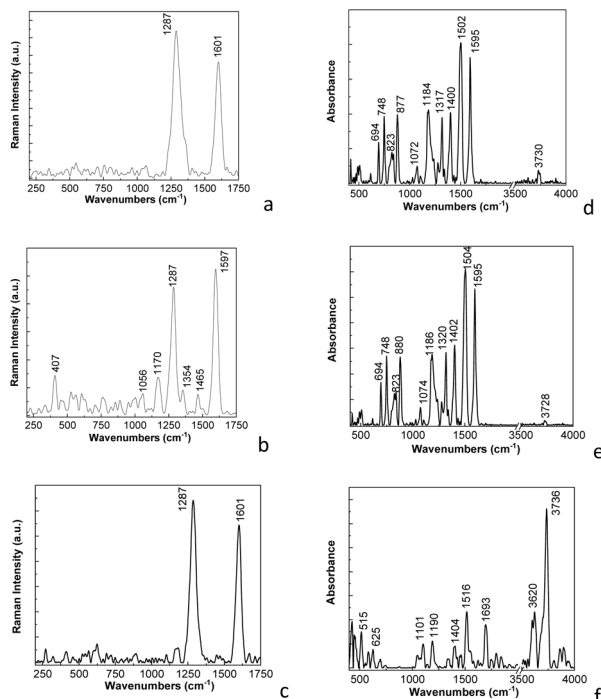 1287
1601
Raman Intensity (a.u.)
250 500 750 1000 1250 1500 1750
Wavenumbers (cm-1)
a
1502
1595
877
748
694
823
1072
1184
1317
1400
3730
Absorbance
500 1000 1500 3500 4000
Wavenumbers (cm-1)
d
1597
1287
407
1056
1170
1354
1465
Raman Intensity (a.u.)
250 500 750 1000 1250 1500 1750
Wavenumbers (cm-1)
b
1504
1595
694
748
823
880
1074
1186
1320
1402
3728
Absorbance
500 1000 1500 3500 4000
Wavenumbers (cm-1)
e
1287
1601
Raman Intensity (a.u.)
250 500 750 1000 1250 1500 1750
Wavenumbers (cm-1)
c
3736
3620
515
625
1101
1190
1404
1516
1693
Absorbance
500 1000 1500 3500 4000
Wavenumbers (cm-1)
f